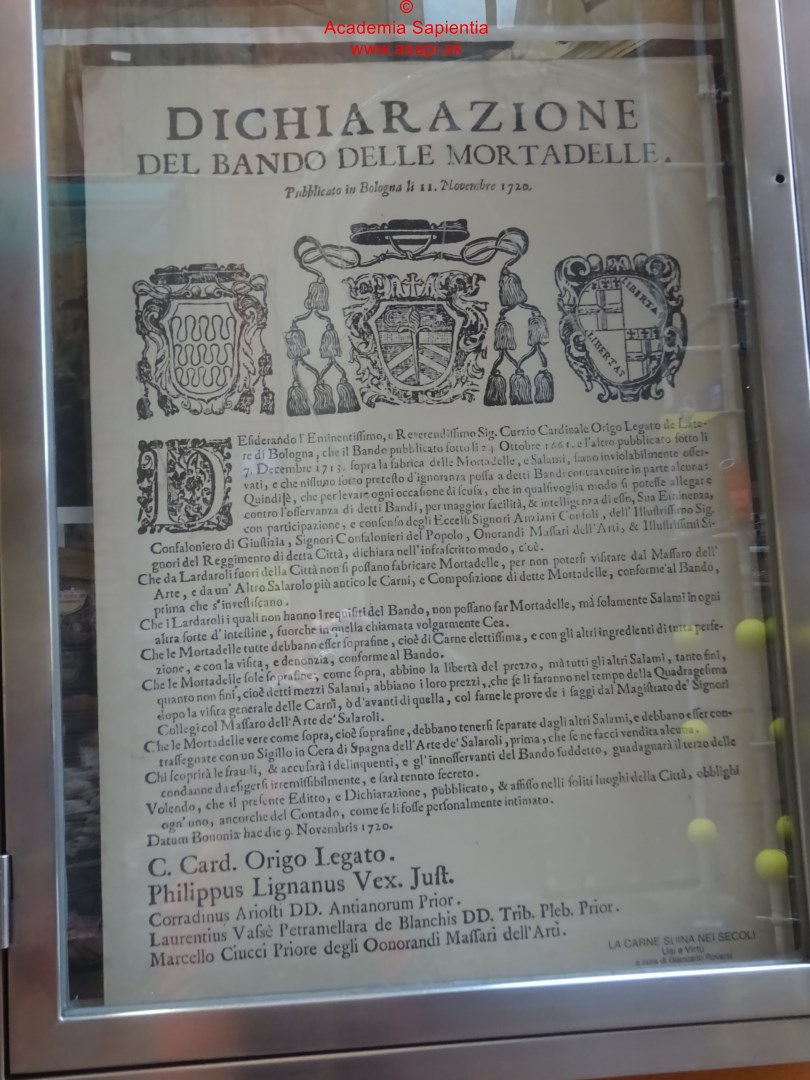 ©
Academia Sapientia
www.asapi.sk
DICHIARAZIONE
DEL BANDO DELLE MORTADELLE.
Pubblicato in Bologna li 11. Novembre 1720.
LIBERTA
LIBERTAS
DEſiderando l'Eminentiſſimo, e Reverendiſſimo Sig. Curzio Cardinale Origo Legato de Late-
re di Bologna, che il Bando pubblicato ſotto li 24. Ottobre 1661. e l'altro pubblicato ſotto li
7. Decembre 1713. ſopra la fabrica delle Mortadelle, e Salami, ſiano inviolabilmente oſſer-
vati, e che niſſuno ſotto preteſto d'ignoranza poſſa a detti Bandi contravenire in parte alcuna:
Quindi è, che per levare ogni occaſione di ſcuſa, che in qualſivoglia modo ſi poteſſe allegare
contro l'oſſervanza di detti Bandi, per maggior facilità, & intelligenza di eſſo, Sua Eminenza,
con participazione, e conſenſo degli Eccelſi Signori Anziani Conſoli, dell'Illuſtriſſimo Sig.
Confaloniero di Giuſtizia, Signori Confalonieri del Popolo, Onorandi Maſſari dell'Arti, & Illuſtriſſimi Si-
gnori del Reggimento di detta Città, dichiara nell'infraſcritto modo, cioè.
Che da Lardaroli fuori della Città non ſi poſſano fabricare Mortadelle, per non poterſi viſitare dal Maſſaro dell'
Arte, e da un' Altro Salarolo più antico le Carni, e Compoſizione di dette Mortadelle, conforme al Bando,
prima che s'inveſtiſcano.
Che i Lardaroli i quali non hanno i requiſiti del Bando, non poſſano far Mortadelle, mà ſolamente Salami in ogni
altra ſorte d'inteſtine, fuorche in quella chiamata volgarmente Cea.
Che le Mortadelle tutte debbano eſſer ſoprafine, cioè di Carne elettiſſima, e con gli altri ingredienti di tutta perfe-
zione, e con la viſita, e denonzia, conforme al Bando.
Che le Mortadelle ſole ſoprafine, come ſopra, abbino la libertà del prezzo, mà tutti gli altri Salami, tanto fini,
quanto non fini, cioè detti mezzi Salami, abbiano i loro prezzi, che ſe li faranno nel tempo della Quadrageſima
dopo la viſita generale delle Carni, ò d'avanti di quella, col farne le prove de i ſaggi dal Magiſtrato de' Signori
Collegi col Maſſaro dell'Arte de' Salaroli.
Che le Mortadelle vere come ſopra, cioè ſoprafine, debbano tenerſi ſeparate dagli altri Salami, e debbano eſſer con-
traſſegnate con un Sigillo in Cera di Spagna dell'Arte de' Salaroli, prima, che ſe ne facci vendita alcuna.
Chi ſcoprirà le fraudi, & accuſarà i delinquenti, e gl'innoſſervanti del Bando ſuddetto, guadagnarà il terzo delle
condanne da eſigerſi irremiſſibilmente, e ſarà tenuto ſecreto.
Volendo, che il preſente Editto, e Dichiarazione, pubblicato, & affiſſo nelli ſoliti luoghi della Città, obblighi
ogn'uno, ancorche del Contado, come ſe li foſſe perſonalmente intimato.
Datum Bononiæ hac die 9. Novembris 1720.
C. Card. Origo Legato.
Philippus Lignanus Vex. Juſt.
Corradinus Arioſti DD. Antianorum Prior.
Laurentius Vaſsè Petramellara de Blanchis DD. Trib. Pleb. Prior.
Marcello Ciucci Priore degli Oonorandi Maſſari dell'Arti.
LA CARNE SUINA NEI SECOLI
Usi e Virtù
a cura di Giancarlo Roversi